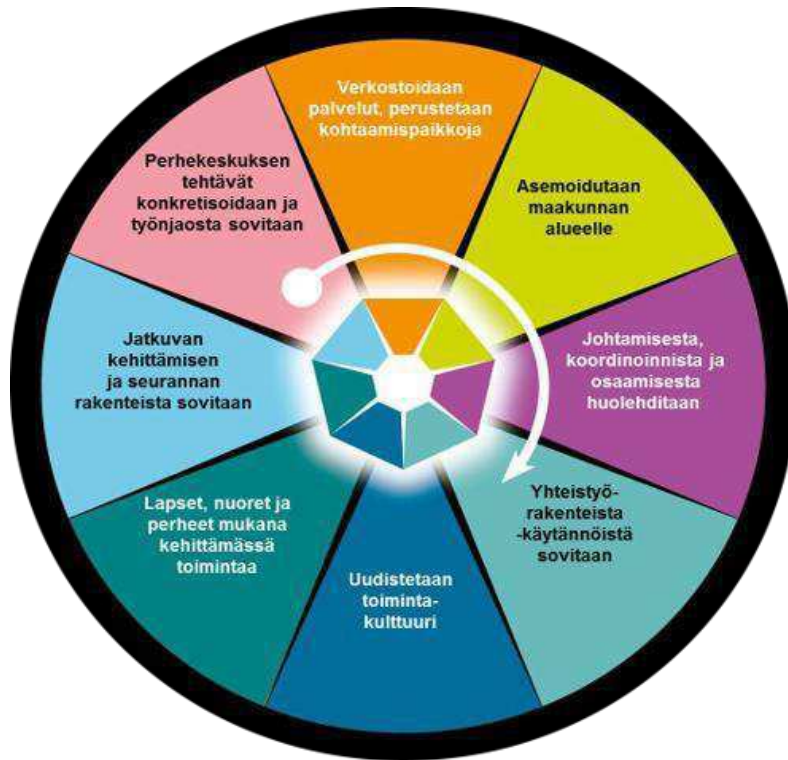 Verkostoidaan
palvelut, perustetaan
kohtaamispaikkoja
Asemoidutaan
maakunnan
alueelle
Johtamisesta,
koordinoinnista ja
osaamisesta
huolehditaan
Yhteistyö-
rakenteista
-käytännöistä
sovitaan
Uudistetaan
toiminta-
kulttuuri
Lapset, nuoret ja
perheet mukana
kehittämässä
toimintaa
Jatkuvan
kehittämisen
ja seurannan
rakenteista sovitaan
Perhekeskuksen
tehtävät
konkretisoidaan ja
työnjaosta sovitaan